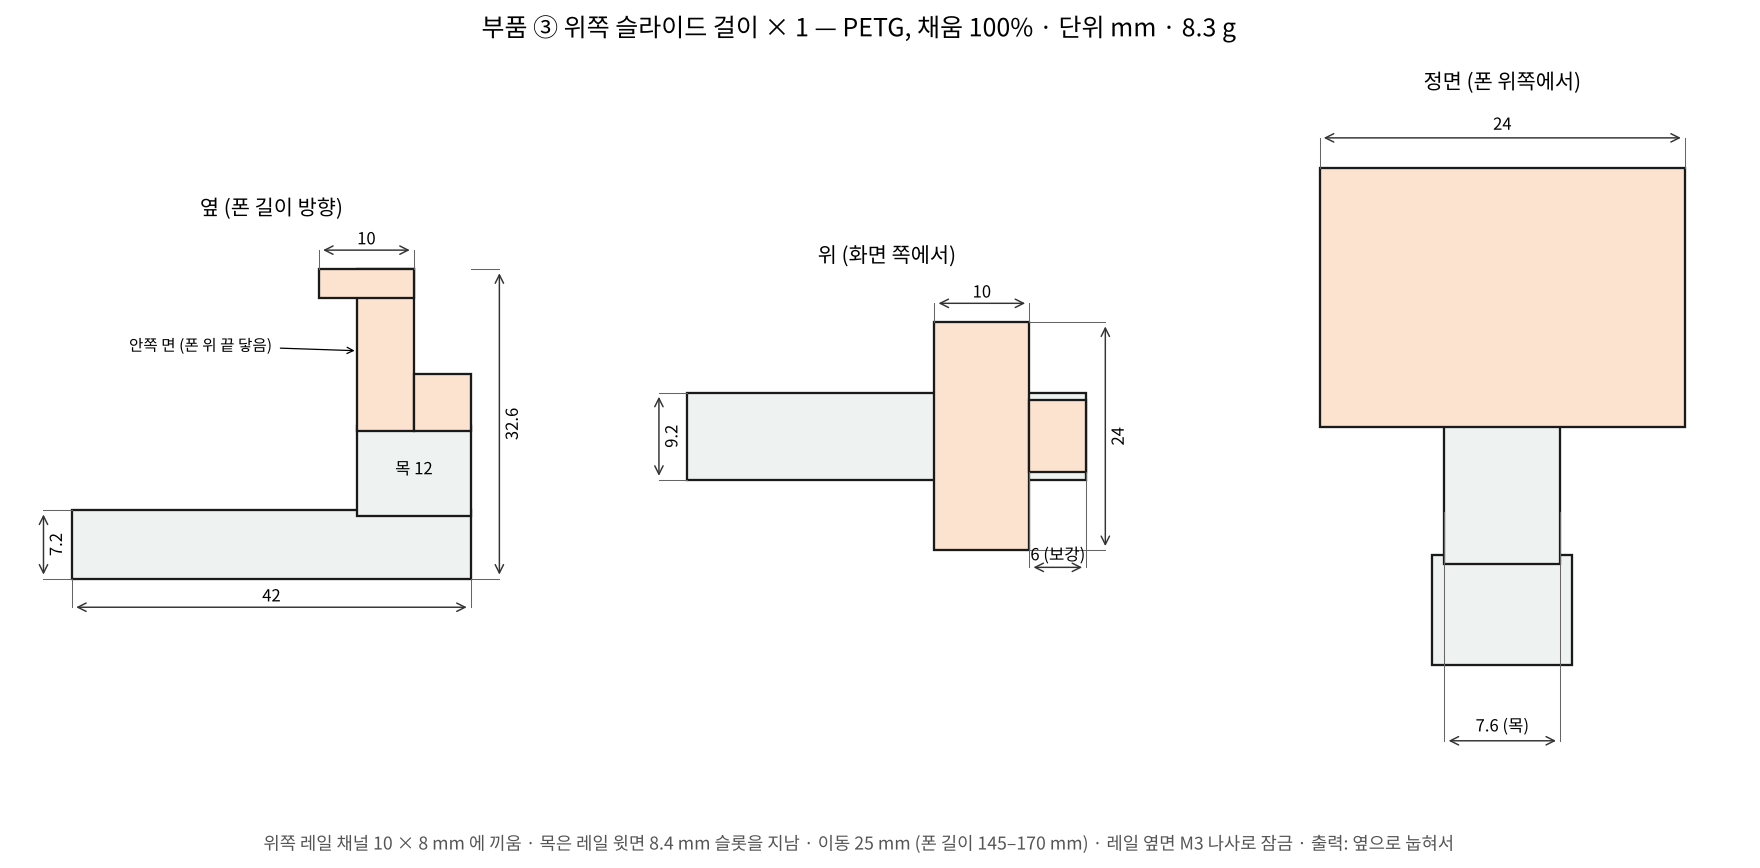 부품 ③ 위쪽 슬라이드 걸이 × 1 — PETG, 채움 100% · 단위 mm · 8.3 g
옆 (폰 길이 방향)
10
안쪽 면 (폰 위 끝 닿음)
32.6
목 12
7.2
42
위 (화면 쪽에서)
10
9.2
24
6 (보강)
정면 (폰 위쪽에서)
24
7.6 (목)
위쪽 레일 채널 10 × 8 mm 에 끼움 · 목은 레일 윗면 8.4 mm 슬롯을 지남 · 이동 25 mm (폰 길이 145–170 mm) · 레일 옆면 M3 나사로 잠금 · 출력: 옆으로 눕혀서